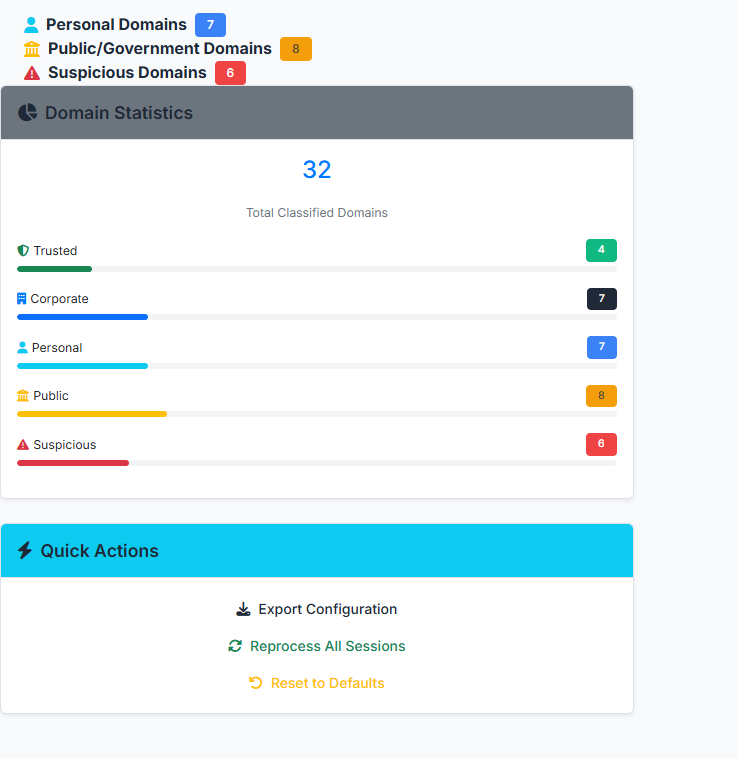 Personal Domains 7
Public/Government Domains 8
Suspicious Domains 6
Domain Statistics
32
Total Classified Domains
Trusted 4
Corporate 7
Personal 7
Public 8
Suspicious 6
Quick Actions
Export Configuration
Reprocess All Sessions
Reset to Defaults